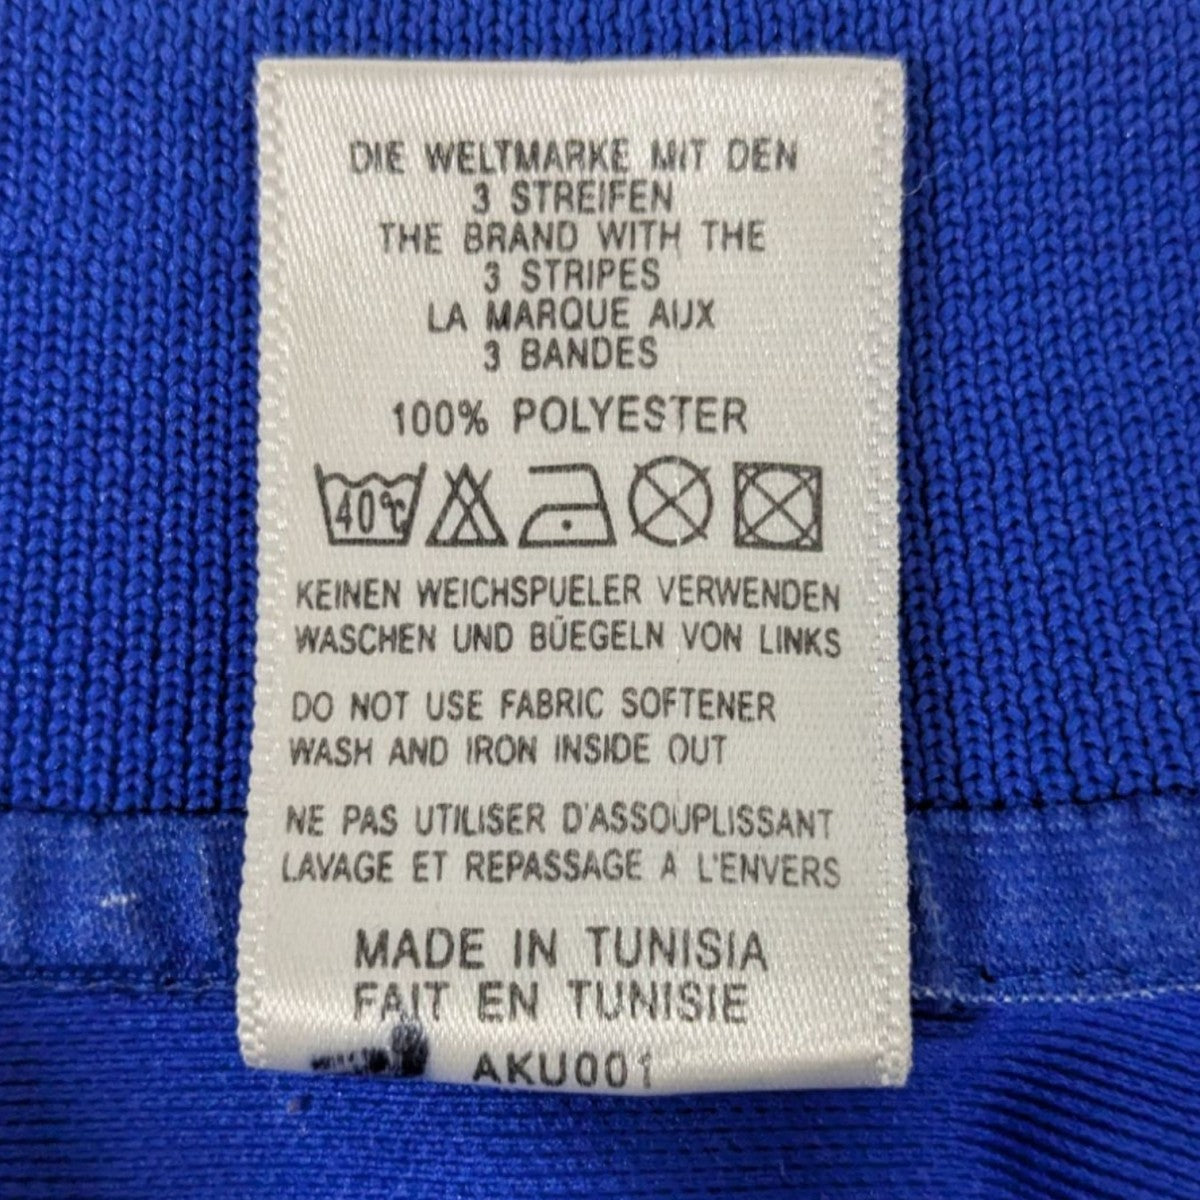 DIE WELTMARKE MIT DEN
3 STREIFEN
THE BRAND WITH THE
3 STRIPES
LA MARQUE AUX
3 BANDES
100% POLYESTER
40°C
KEINEN WEICHSPUELER VERWENDEN
WASCHEN UND BÜEGELN VON LINKS
DO NOT USE FABRIC SOFTENER
WASH AND IRON INSIDE OUT
NE PAS UTILISER D'ASSOUPLISSANT
LAVAGE ET REPASSAGE A L'ENVERS
MADE IN TUNISIA
FAIT EN TUNISIE
AKU001